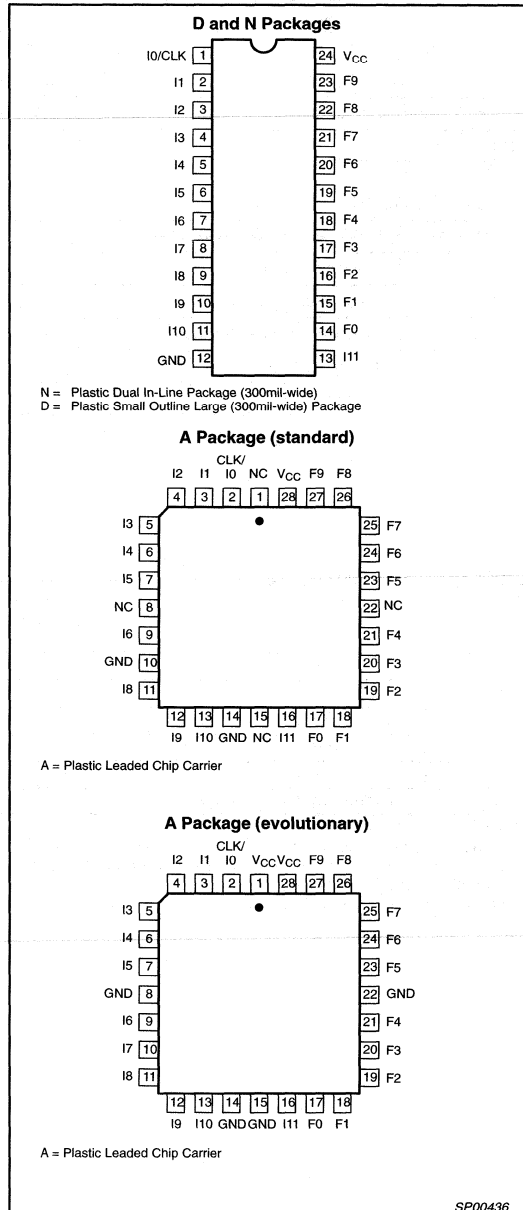 D and N Packages
I0/CLK 1 24 VCC
I1 2 23 F9
I2 3 22 F8
I3 4 21 F7
I4 5 20 F6
I5 6 19 F5
I6 7 18 F4
I7 8 17 F3
I8 9 16 F2
I9 10 15 F1
I10 11 14 F0
GND 12 13 I11
N = Plastic Dual In-Line Package (300mil-wide)
D = Plastic Small Outline Large (300mil-wide) Package
A Package (standard)
CLK/
I2 I1 I0 NC VCC F9 F8
4 3 2 1 28 27 26
I3 5 25 F7
I4 6 24 F6
I5 7 23 F5
NC 8 22 NC
I6 9 21 F4
GND 10 20 F3
I8 11 19 F2
12 13 14 15 16 17 18
I9 I10 GND NC I11 F0 F1
A = Plastic Leaded Chip Carrier
A Package (evolutionary)
CLK/
I2 I1 I0 VCC VCC F9 F8
4 3 2 1 28 27 26
I3 5 25 F7
I4 6 24 F6
I5 7 23 F5
GND 8 22 GND
I6 9 21 F4
I7 10 20 F3
I8 11 19 F2
12 13 14 15 16 17 18
I9 I10 GND GND I11 F0 F1
A = Plastic Leaded Chip Carrier
SP00436